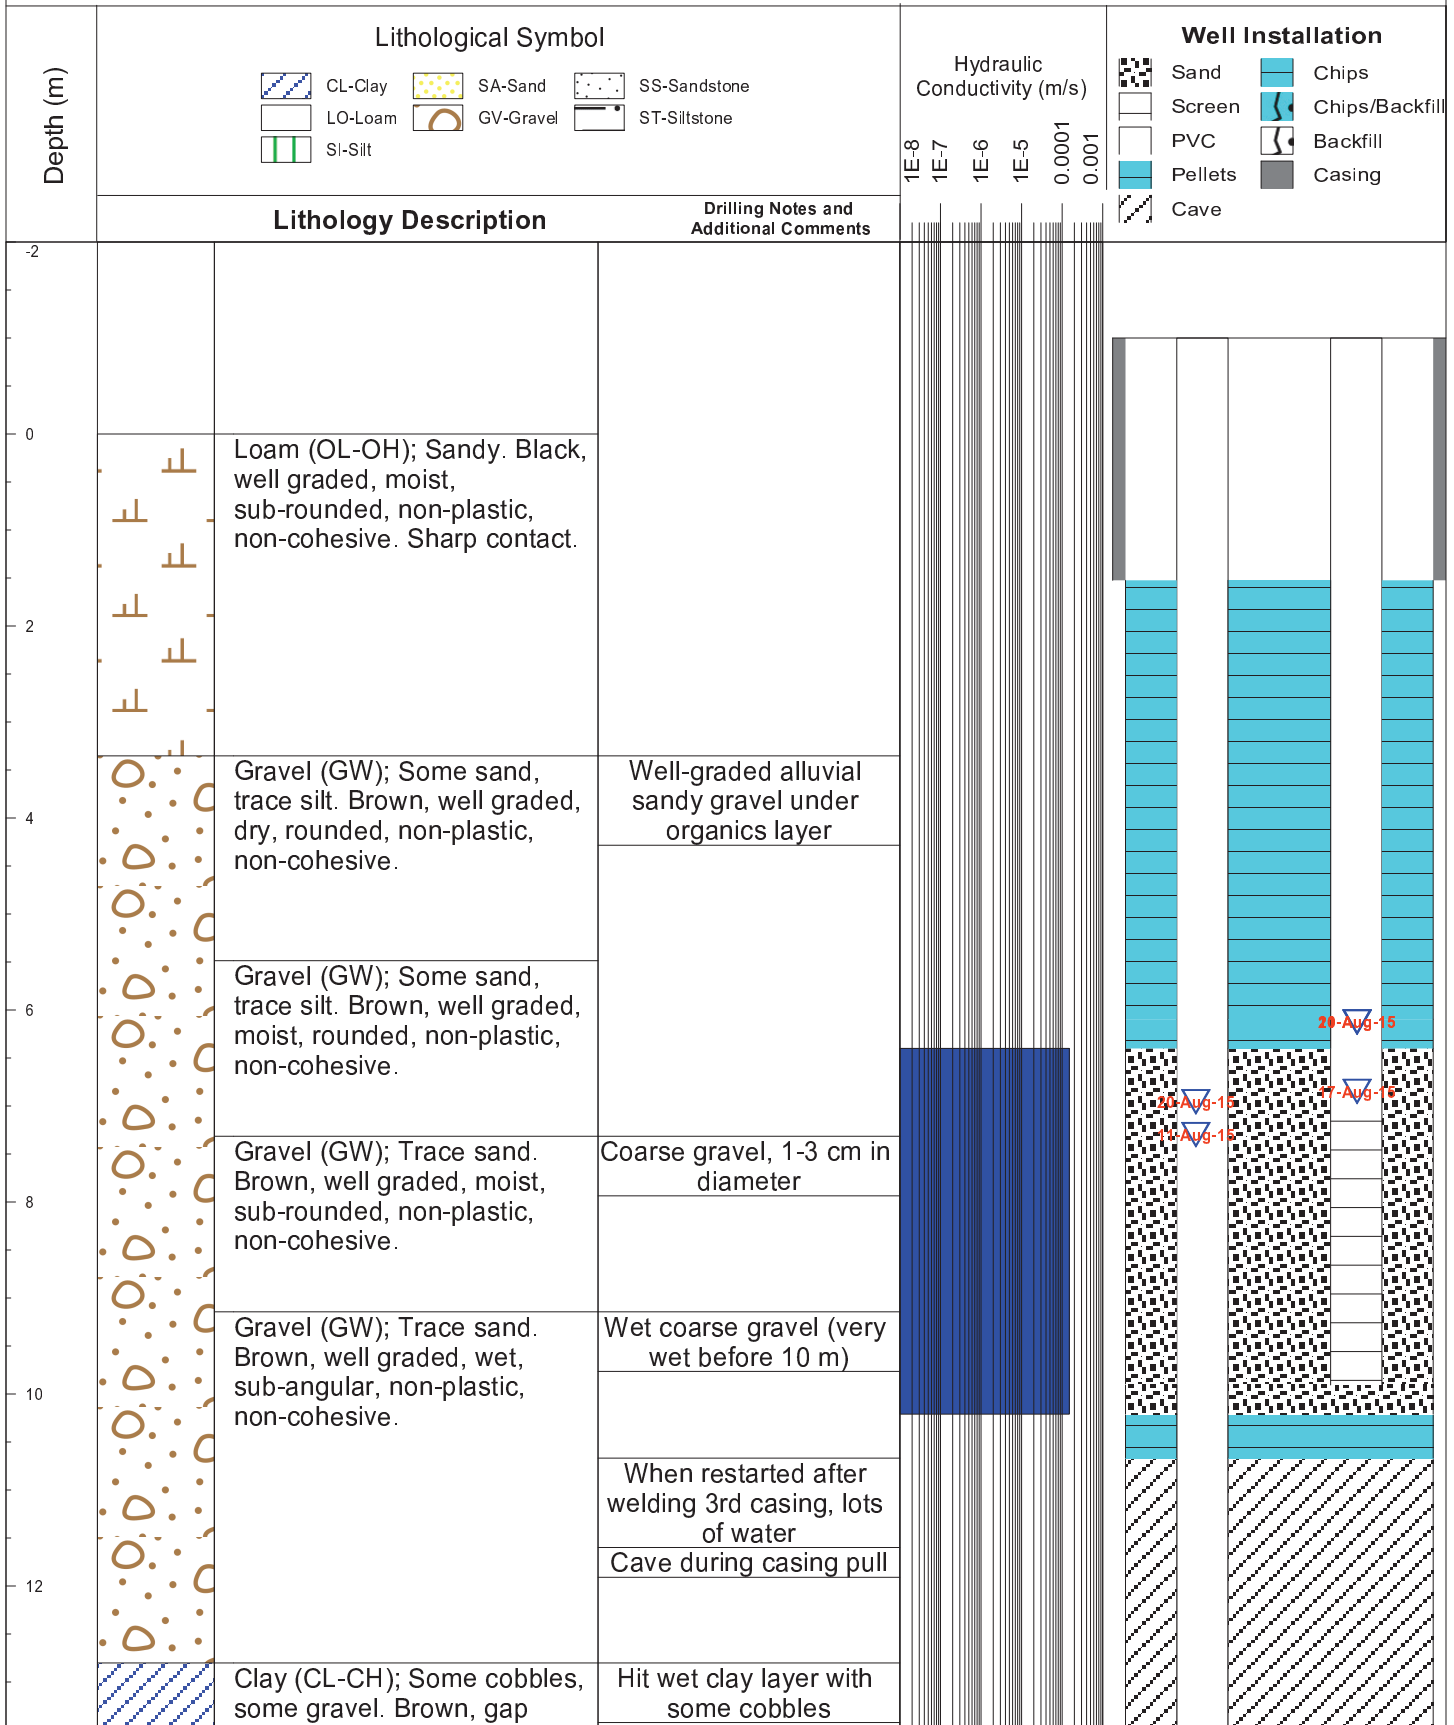 Depth (m)
Lithological Symbol
CL-Clay
SA-Sand
SS-Sandstone
LO-Loam
GV-Gravel
ST-Siltstone
SI-Silt
Lithology Description
Drilling Notes and
Additional Comments
Hydraulic
Conductivity (m/s)
1E-8
1E-7
1E-6
1E-5
0.0001
0.001
Well Installation
Sand
Chips
Screen
Chips/Backfill
PVC
Backfill
Pellets
Casing
Cave
-2
0
2
4
6
8
10
12
Loam (OL-OH); Sandy. Black,
well graded, moist,
sub-rounded, non-plastic,
non-cohesive. Sharp contact.
Gravel (GW); Some sand,
trace silt. Brown, well graded,
dry, rounded, non-plastic,
non-cohesive.
Gravel (GW); Some sand,
trace silt. Brown, well graded,
moist, rounded, non-plastic,
non-cohesive.
Gravel (GW); Trace sand.
Brown, well graded, moist,
sub-rounded, non-plastic,
non-cohesive.
Gravel (GW); Trace sand.
Brown, well graded, wet,
sub-angular, non-plastic,
non-cohesive.
Clay (CL-CH); Some cobbles,
some gravel. Brown, gap
Well-graded alluvial
sandy gravel under
organics layer
Coarse gravel, 1-3 cm in
diameter
Wet coarse gravel (very
wet before 10 m)
When restarted after
welding 3rd casing, lots
of water
Cave during casing pull
Hit wet clay layer with
some cobbles
17-Aug-15
20-Aug-15
11-Aug-15